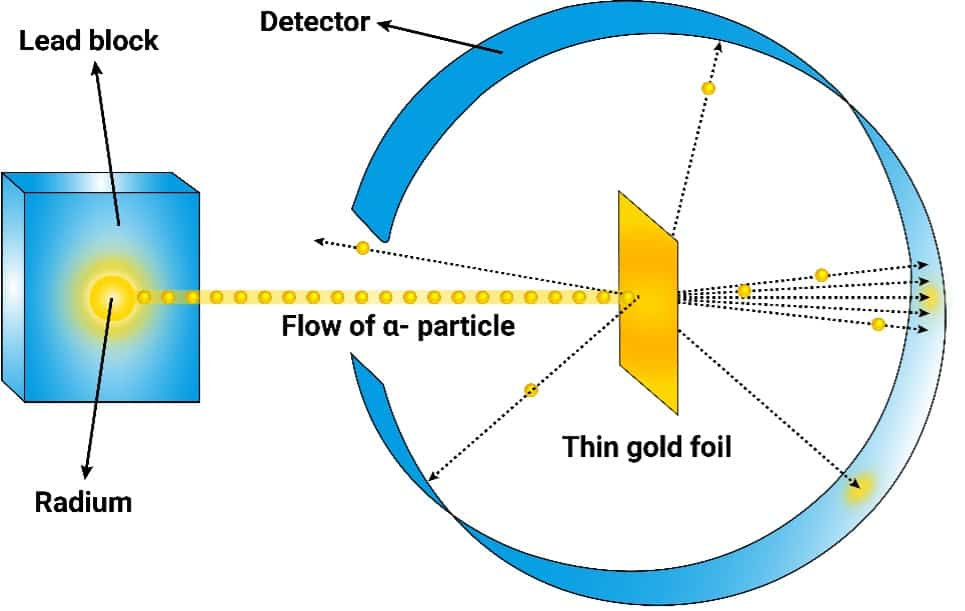 Detector
Lead block
Flow of α- particle
Thin gold foil
Radium